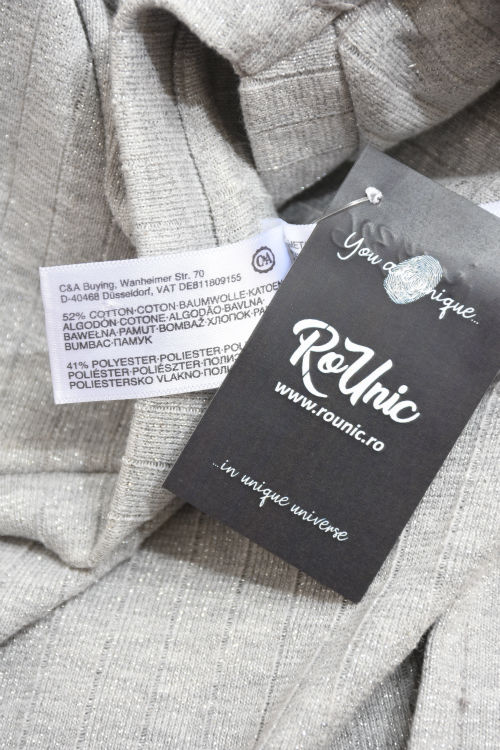 C&A
C&A Buying, Wanheimer Str. 70
D-40468 Düsseldorf, VAT DE811809155
52% COTTON·COTON·BAUMWOLLE·KATOEN
ALGODÓN·COTONE·ALGODÃO·BAVLNA·
BAWEŁNA·PAMUT·BOMBAŽ·ХЛОПОК·
BUMBAC·ПАМУК
41% POLYESTER·POLIESTER·
POLIÉSTER·POLIÉSZTER·
POLIESTERSKO VLAKNO·
You are unique...
RoUnic
www.rounic.ro
...in unique universe